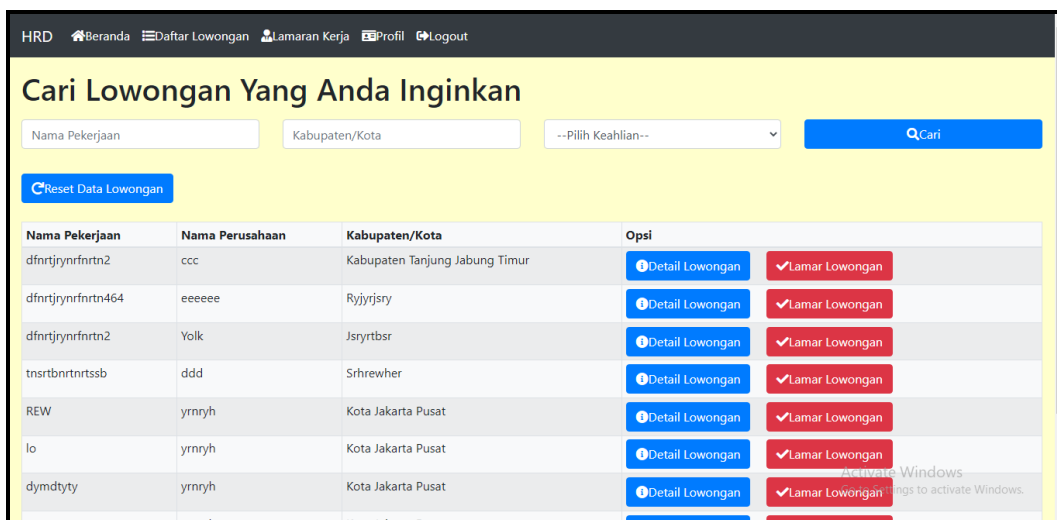 HRD Beranda Daftar Lowongan Lamaran Kerja Profil Logout
Cari Lowongan Yang Anda Inginkan
Nama Pekerjaan Kabupaten/Kota --Pilih Keahlian-- Cari
Reset Data Lowongan
Nama Pekerjaan Nama Perusahaan Kabupaten/Kota Opsi
dfnrtjrynrfnrtn2 ccc Kabupaten Tanjung Jabung Timur Detail Lowongan Lamar Lowongan
dfnrtjrynrfnrtn464 eeeeee Ryjyrjsry Detail Lowongan Lamar Lowongan
dfnrtjrynrfnrtn2 Yolk Jsryrtbsr Detail Lowongan Lamar Lowongan
tnsrtbnrtnrtssb ddd Srhrewher Detail Lowongan Lamar Lowongan
REW yrnryh Kota Jakarta Pusat Detail Lowongan Lamar Lowongan
lo yrnryh Kota Jakarta Pusat Detail Lowongan Lamar Lowongan
Activate Windows
dymdtyty yrnryh Kota Jakarta Pusat Detail Lowongan Lamar Lowongan
Go to Settings to activate Windows.